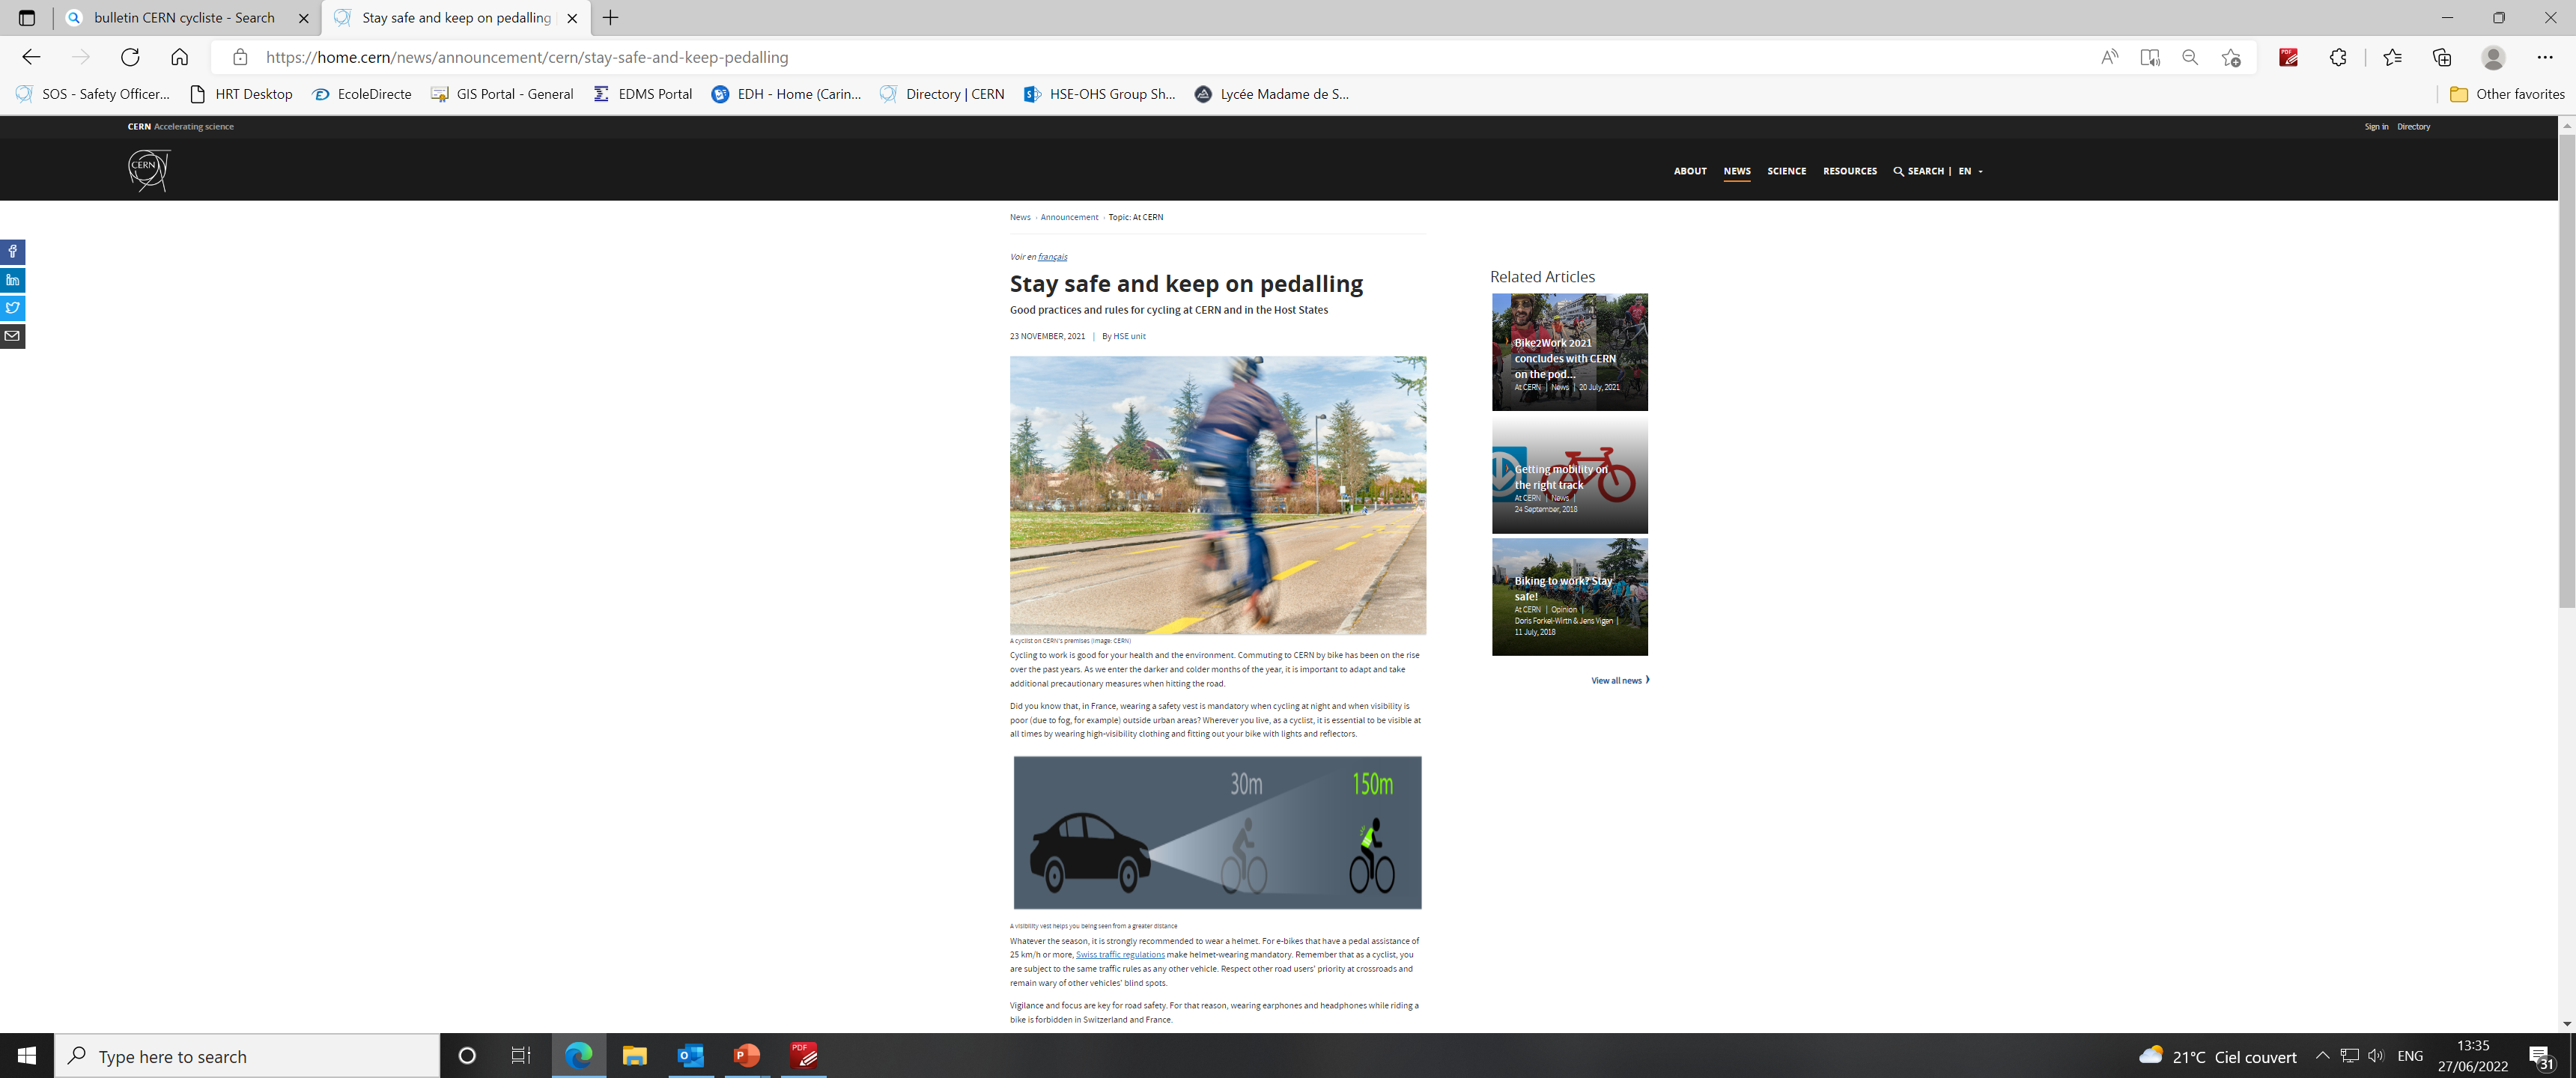 bulletin CERN cycliste - Search
Stay safe and keep on pedalling
https://home.cern/news/announcement/cern/stay-safe-and-keep-pedalling
SOS - Safety Officer...
HRT Desktop
EcoleDirecte
GIS Portal - General
EDMS Portal
EDH - Home (Carin...
Directory | CERN
HSE-OHS Group Sh...
Lycée Madame de S...
Other favorites
CERN Accelerating science
Sign in Directory
CERN
ABOUT NEWS SCIENCE RESOURCES SEARCH | EN
News › Announcement › Topic: At CERN
Voir en français
Stay safe and keep on pedalling
Good practices and rules for cycling at CERN and in the Host States
23 NOVEMBER, 2021 | By HSE unit
A cyclist on CERN's premises (Image: CERN)
Cycling to work is good for your health and the environment. Commuting to CERN by bike has been on the rise
over the past years. As we enter the darker and colder months of the year, it is important to adapt and take
additional precautionary measures when hitting the road.
Did you know that, in France, wearing a safety vest is mandatory when cycling at night and when visibility is
poor (due to fog, for example) outside urban areas? Wherever you live, as a cyclist, it is essential to be visible at
all times by wearing high-visibility clothing and fitting out your bike with lights and reflectors.
30m
150m
A visibility vest helps you being seen from a greater distance
Whatever the season, it is strongly recommended to wear a helmet. For e-bikes that have a pedal assistance of
25 km/h or more, Swiss traffic regulations make helmet-wearing mandatory. Remember that as a cyclist, you
are subject to the same traffic rules as any other vehicle. Respect other road users' priority at crossroads and
remain wary of other vehicles' blind spots.
Vigilance and focus are key for road safety. For that reason, wearing earphones and headphones while riding a
bike is forbidden in Switzerland and France.
Related Articles
Bike2Work 2021
concludes with CERN
on the pod...
At CERN | News | 20 July, 2021
Getting mobility on
the right track
At CERN | News |
24 September, 2018
Biking to work? Stay
safe!
At CERN | Opinion |
Doris Forkel-Wirth & Jens Vigen |
11 July, 2018
View all news
Type here to search
21°C Ciel couvert
ENG
13:35
27/06/2022
31